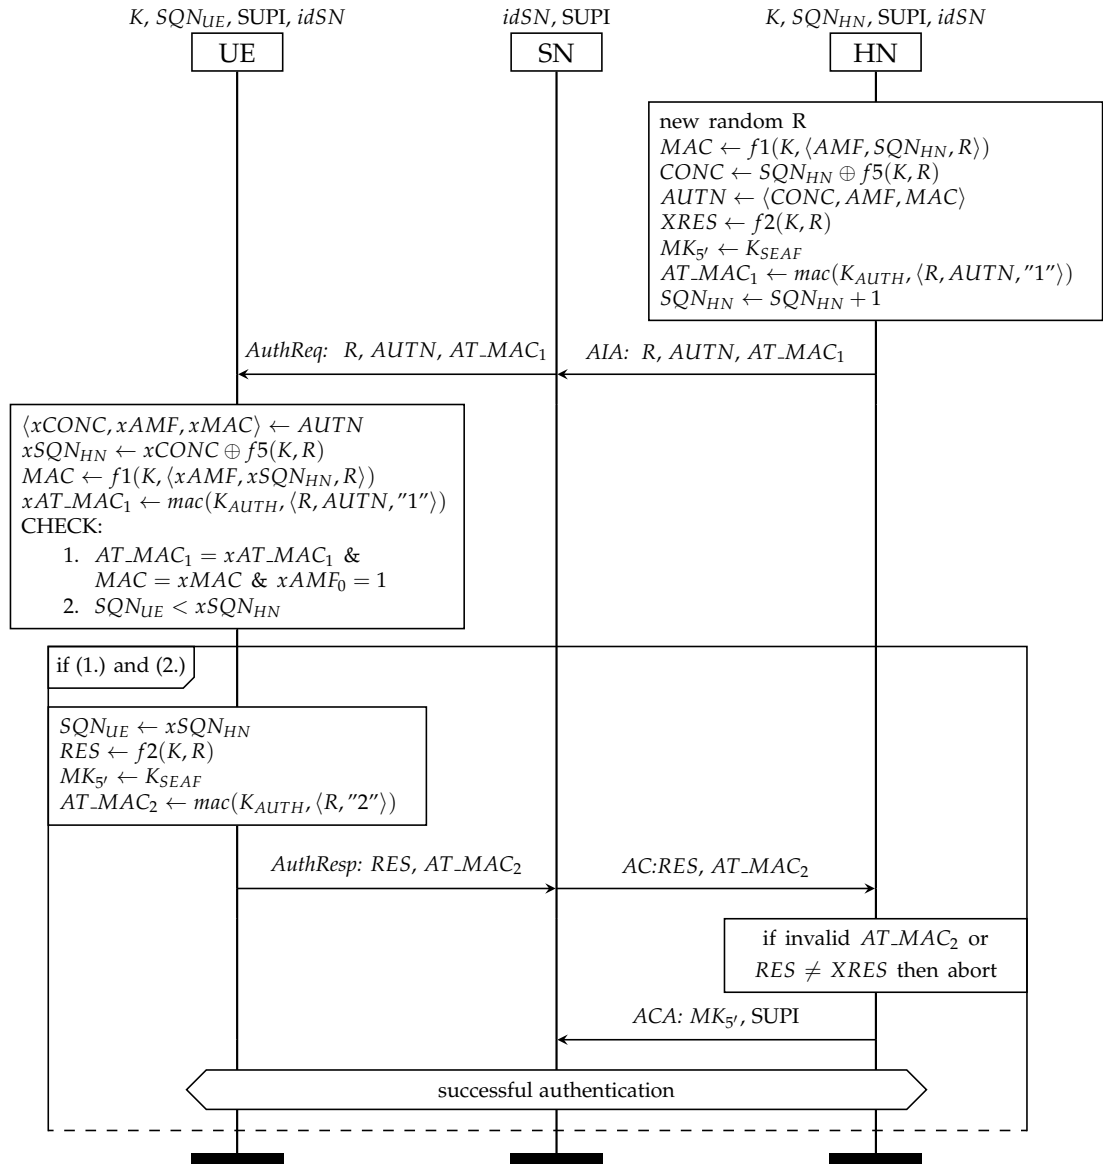 K, SQN_UE, SUPI, idSN
idSN, SUPI
K, SQN_HN, SUPI, idSN
UE
SN
HN
new random R
MAC ← f1(K, ⟨AMF, SQN_HN, R⟩)
CONC ← SQN_HN ⊕ f5(K, R)
AUTN ← ⟨CONC, AMF, MAC⟩
XRES ← f2(K, R)
MK_5′ ← K_SEAF
AT_MAC_1 ← mac(K_AUTH, ⟨R, AUTN, "1"⟩)
SQN_HN ← SQN_HN + 1
AuthReq: R, AUTN, AT_MAC_1
AIA: R, AUTN, AT_MAC_1
⟨xCONC, xAMF, xMAC⟩ ← AUTN
xSQN_HN ← xCONC ⊕ f5(K, R)
MAC ← f1(K, ⟨xAMF, xSQN_HN, R⟩)
xAT_MAC_1 ← mac(K_AUTH, ⟨R, AUTN, "1"⟩)
CHECK:
1. AT_MAC_1 = xAT_MAC_1 &
MAC = xMAC & xAMF_0 = 1
2. SQN_UE < xSQN_HN
if (1.) and (2.)
SQN_UE ← xSQN_HN
RES ← f2(K, R)
MK_5′ ← K_SEAF
AT_MAC_2 ← mac(K_AUTH, ⟨R, "2"⟩)
AuthResp: RES, AT_MAC_2
AC:RES, AT_MAC_2
if invalid AT_MAC_2 or
RES ≠ XRES then abort
ACA: MK_5′, SUPI
successful authentication